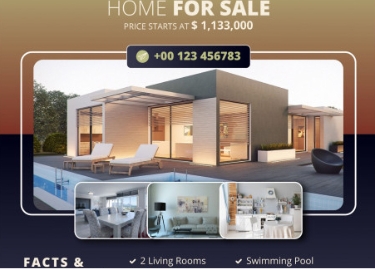 HOME FOR SALE
PRICE STARTS AT $ 1,133,000
+00 123 456783
FACTS &
2 Living Rooms
Swimming Pool